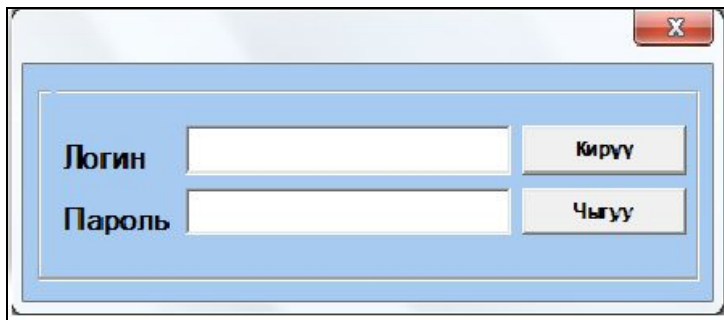 Логин
Кирүү
Пароль
Чыгуу